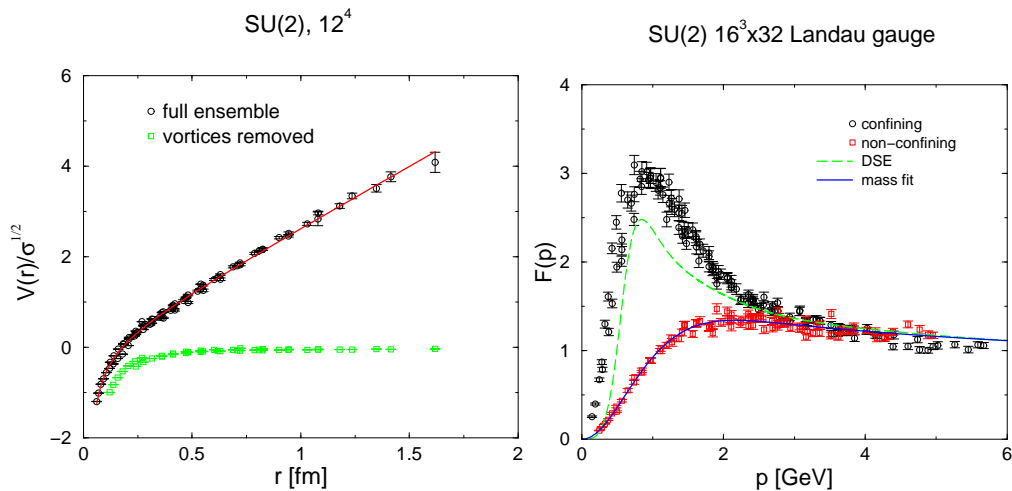 SU(2), 12^4
6
4
2
0
−2
V(r)/σ^{1/2}
full ensemble
vortices removed
0
0.5
1
1.5
2
r [fm]
SU(2) 16^3x32 Landau gauge
4
3
2
1
0
F(p)
confining
non−confining
DSE
mass fit
0
2
4
6
p [GeV]